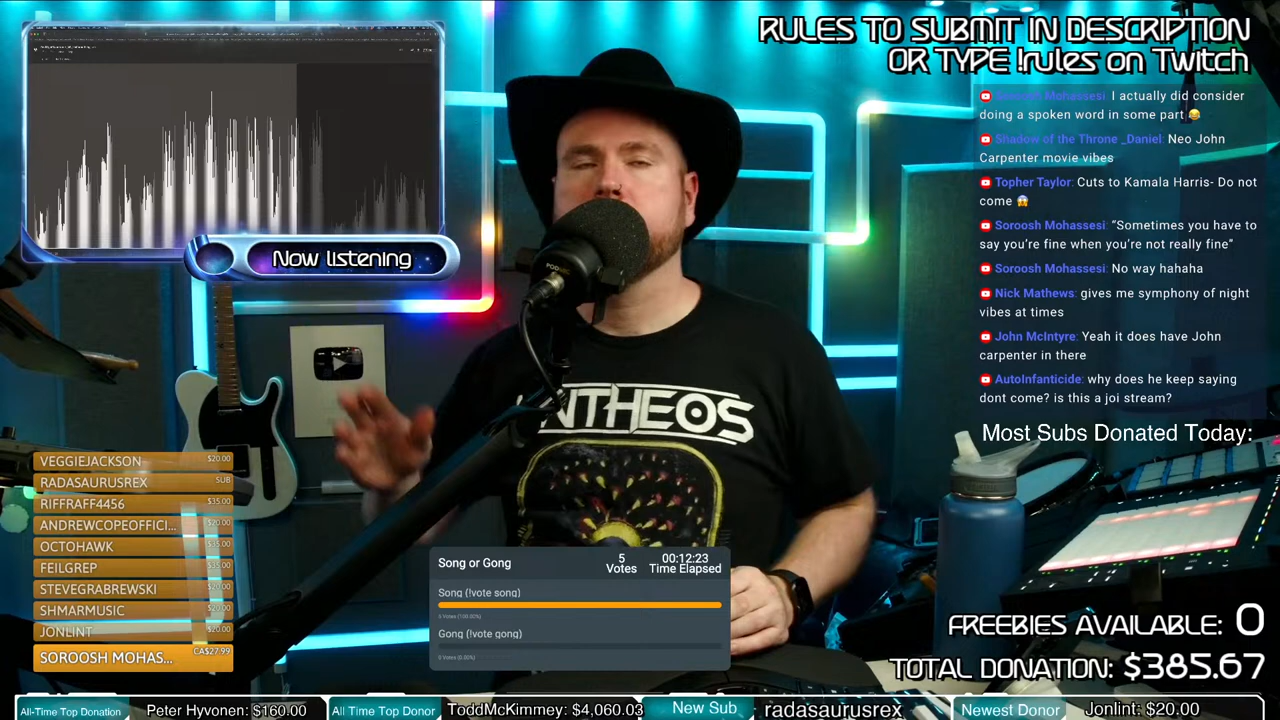 RULES TO SUBMIT IN DESCRIPTION
OR TYPE !rules on Twitch
Now listening
Soroosh Mohassesi I actually did consider
doing a spoken word in some part 😂
Shadow of the Throne _Daniel: Neo John
Carpenter movie vibes
Topher Taylor: Cuts to Kamala Harris- Do not
come 😱
Soroosh Mohassesi: “Sometimes you have to
say you’re fine when you’re not really fine”
Soroosh Mohassesi: No way hahaha
Nick Mathews: gives me symphony of night
vibes at times
John McIntyre: Yeah it does have John
carpenter in there
AutoInfanticide: why does he keep saying
dont come? is this a joi stream?
Most Subs Donated Today:
PODMIC
NTHEOS
VEGGIEJACKSON $20.00
RADASAURUSREX SUB
RIFFRAFF4456 $35.00
ANDREWCOPEOFFICI... $20.00
OCTOHAWK $35.00
FEILGREP $35.00
STEVEGRABREWSKI $20.00
SHMARMUSIC $20.00
JONLINT $20.00
SOROOSH MOHAS... CA$27.99
Song or Gong 5 Votes 00:12:23 Time Elapsed
Song (!vote song)
5 Votes (100.00%)
Gong (!vote gong)
0 Votes (0.00%)
FREEBIES AVAILABLE: 0
TOTAL DONATION: $385.67
All-Time Top Donation Peter Hyvonen: $160.00 All Time Top Donor ToddMcKimmey: $4,060.03 New Sub radasaurusrex Newest Donor Jonlint: $20.00